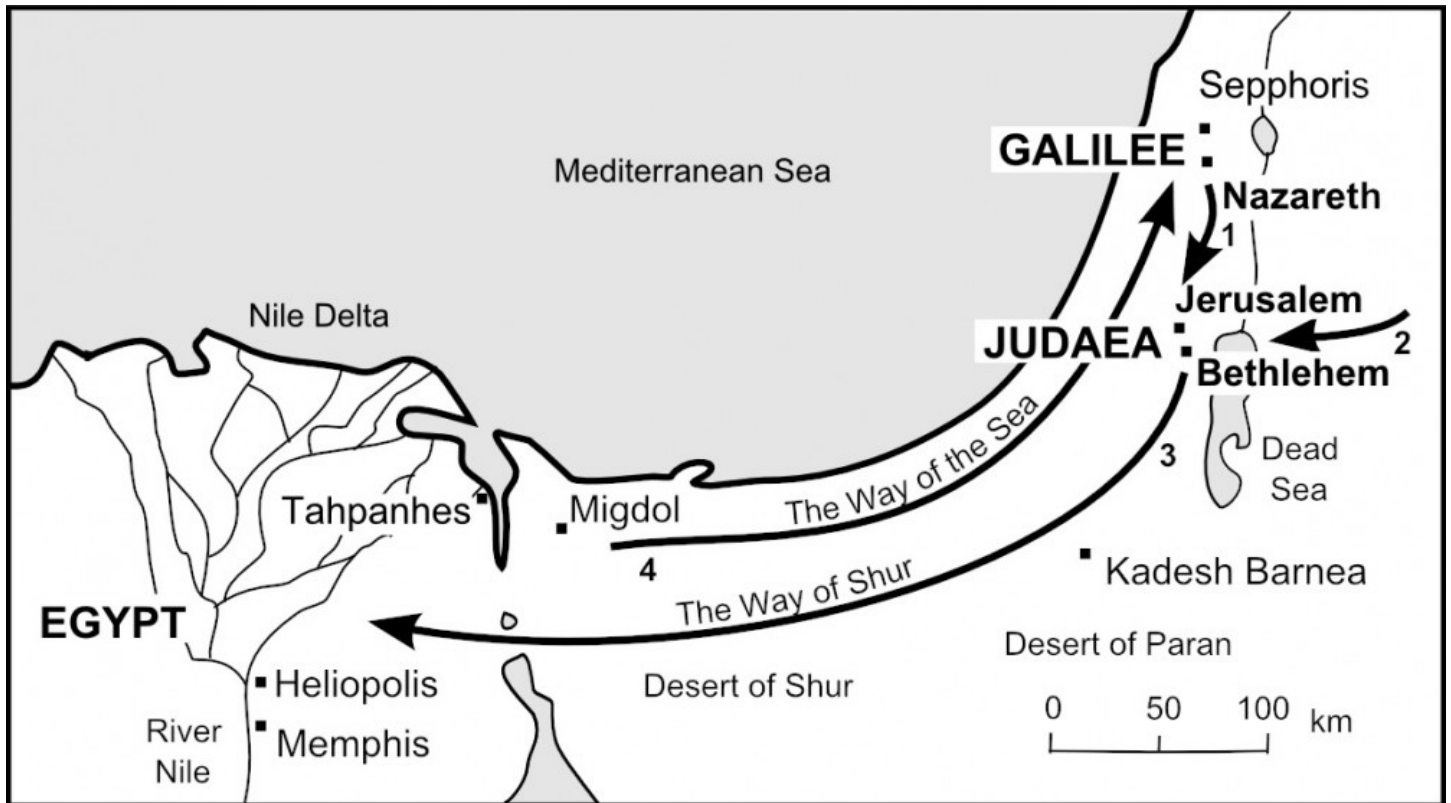 Sepphoris
GALILEE
Mediterranean Sea
Nazareth
1
Nile Delta
Jerusalem
JUDAEA
2
Bethlehem
The Way of the Sea
3
Dead
Sea
Tahpanhes
Migdol
4
Kadesh Barnea
The Way of Shur
EGYPT
Desert of Paran
Heliopolis
Desert of Shur
0 50 100 km
River
Nile
Memphis